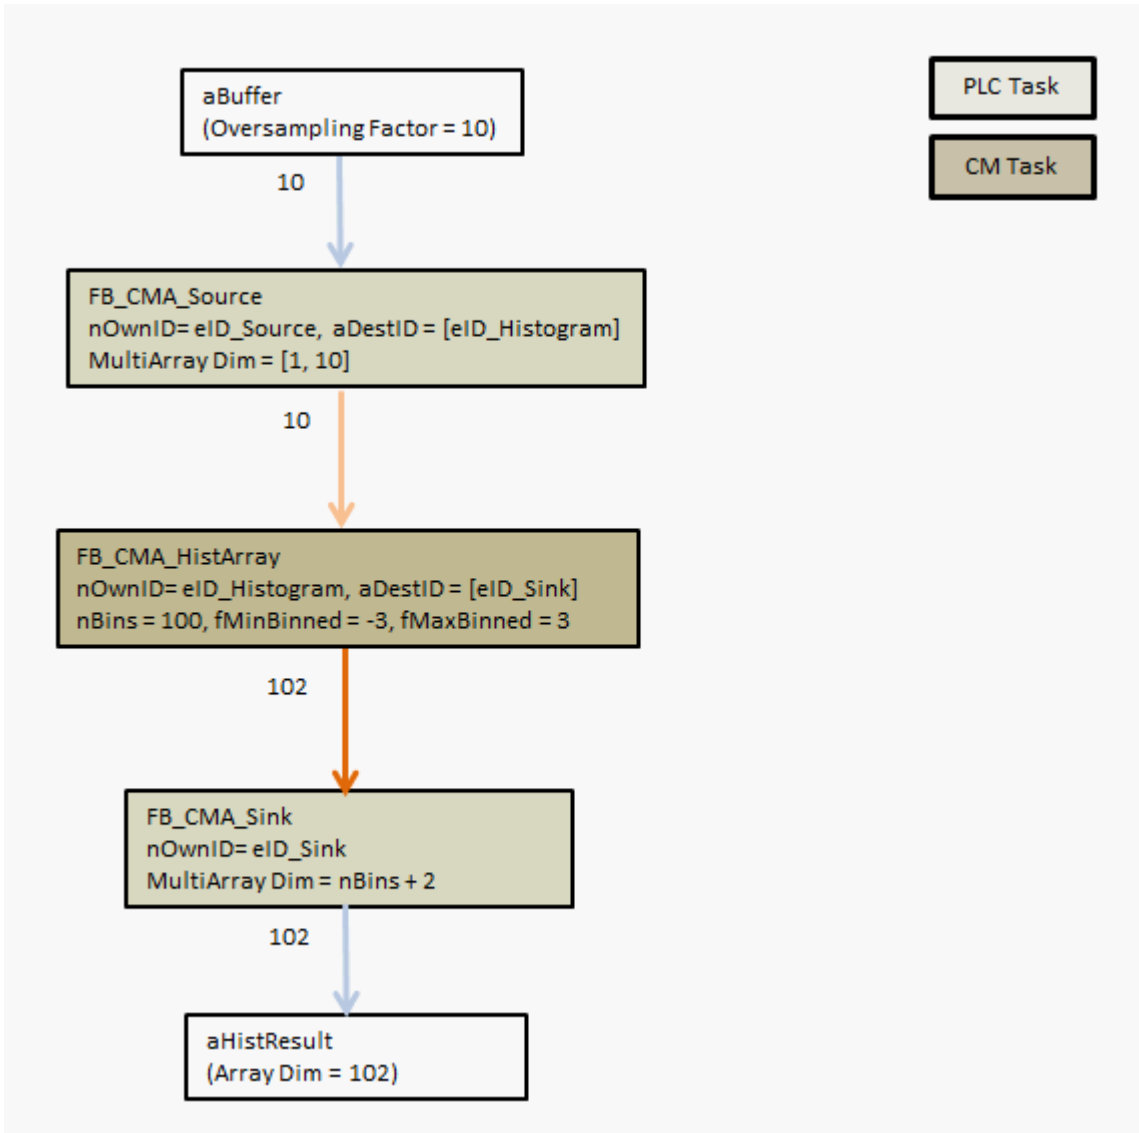 aBuffer
(Oversampling Factor = 10)
PLC Task
CM Task
10
FB_CMA_Source
nOwnID= eID_Source, aDestID = [eID_Histogram]
MultiArray Dim = [1, 10]
10
FB_CMA_HistArray
nOwnID= eID_Histogram, aDestID = [eID_Sink]
nBins = 100, fMinBinned = -3, fMaxBinned = 3
102
FB_CMA_Sink
nOwnID= eID_Sink
MultiArray Dim = nBins + 2
102
aHistResult
(Array Dim = 102)